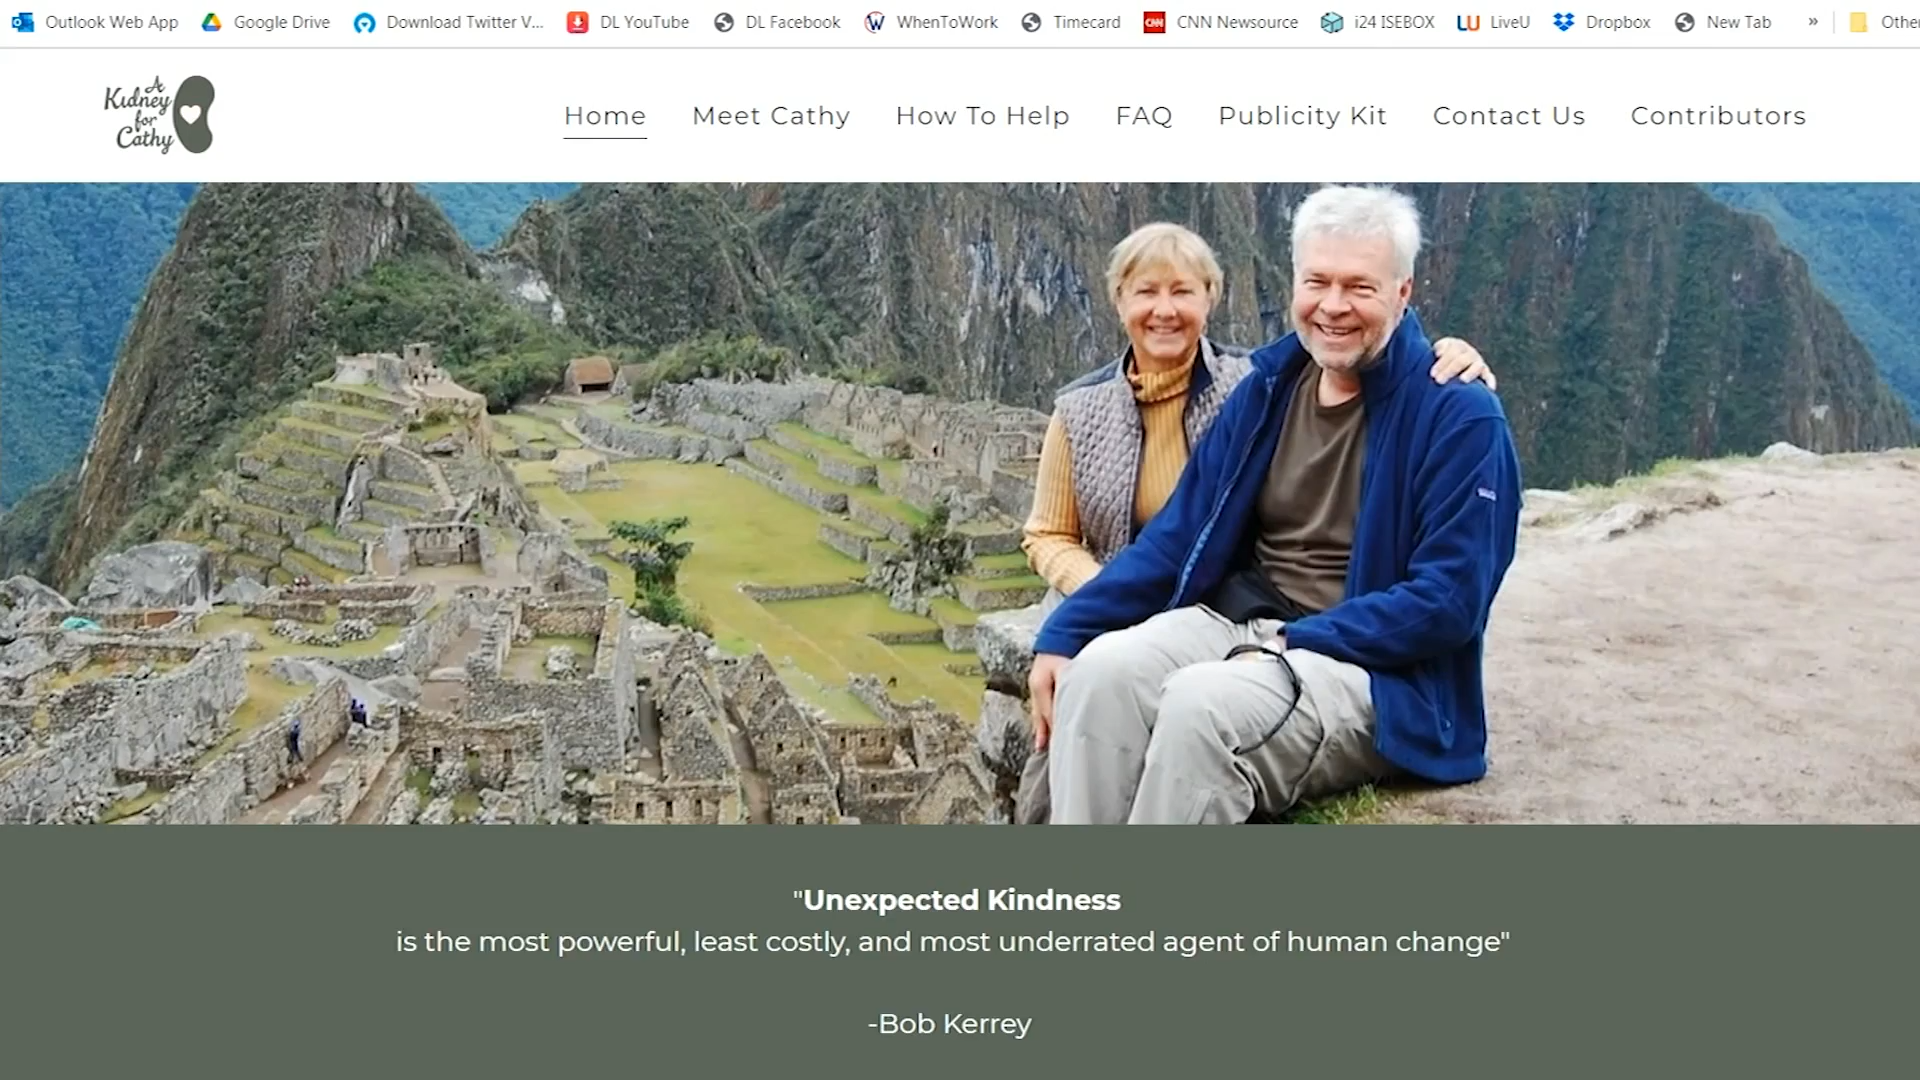 Outlook Web App Google Drive Download Twitter V... DL YouTube DL Facebook WhenToWork Timecard CNN CNN Newsource i24 ISEBOX LU LiveU Dropbox New Tab » Othe
A
Kidney
for
Cathy
Home Meet Cathy How To Help FAQ Publicity Kit Contact Us Contributors
"Unexpected Kindness
is the most powerful, least costly, and most underrated agent of human change"
-Bob Kerrey